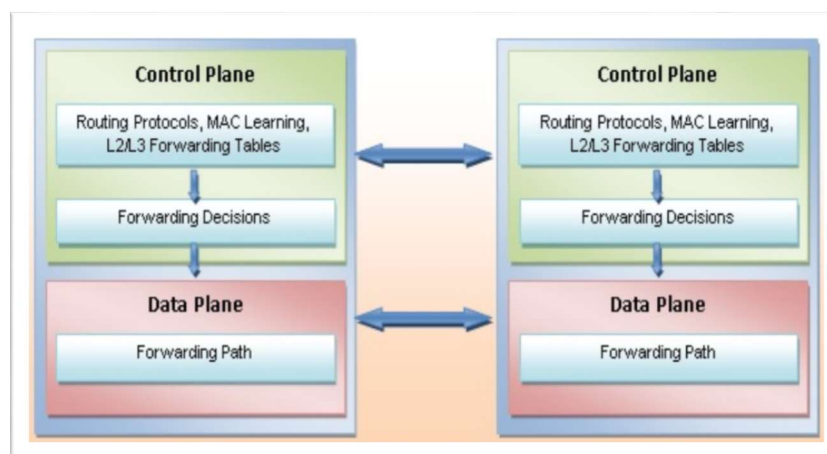 Control Plane
Routing Protocols, MAC Learning,
L2/L3 Forwarding Tables
Forwarding Decisions
Data Plane
Forwarding Path
Control Plane
Routing Protocols, MAC Learning,
L2/L3 Forwarding Tables
Forwarding Decisions
Data Plane
Forwarding Path